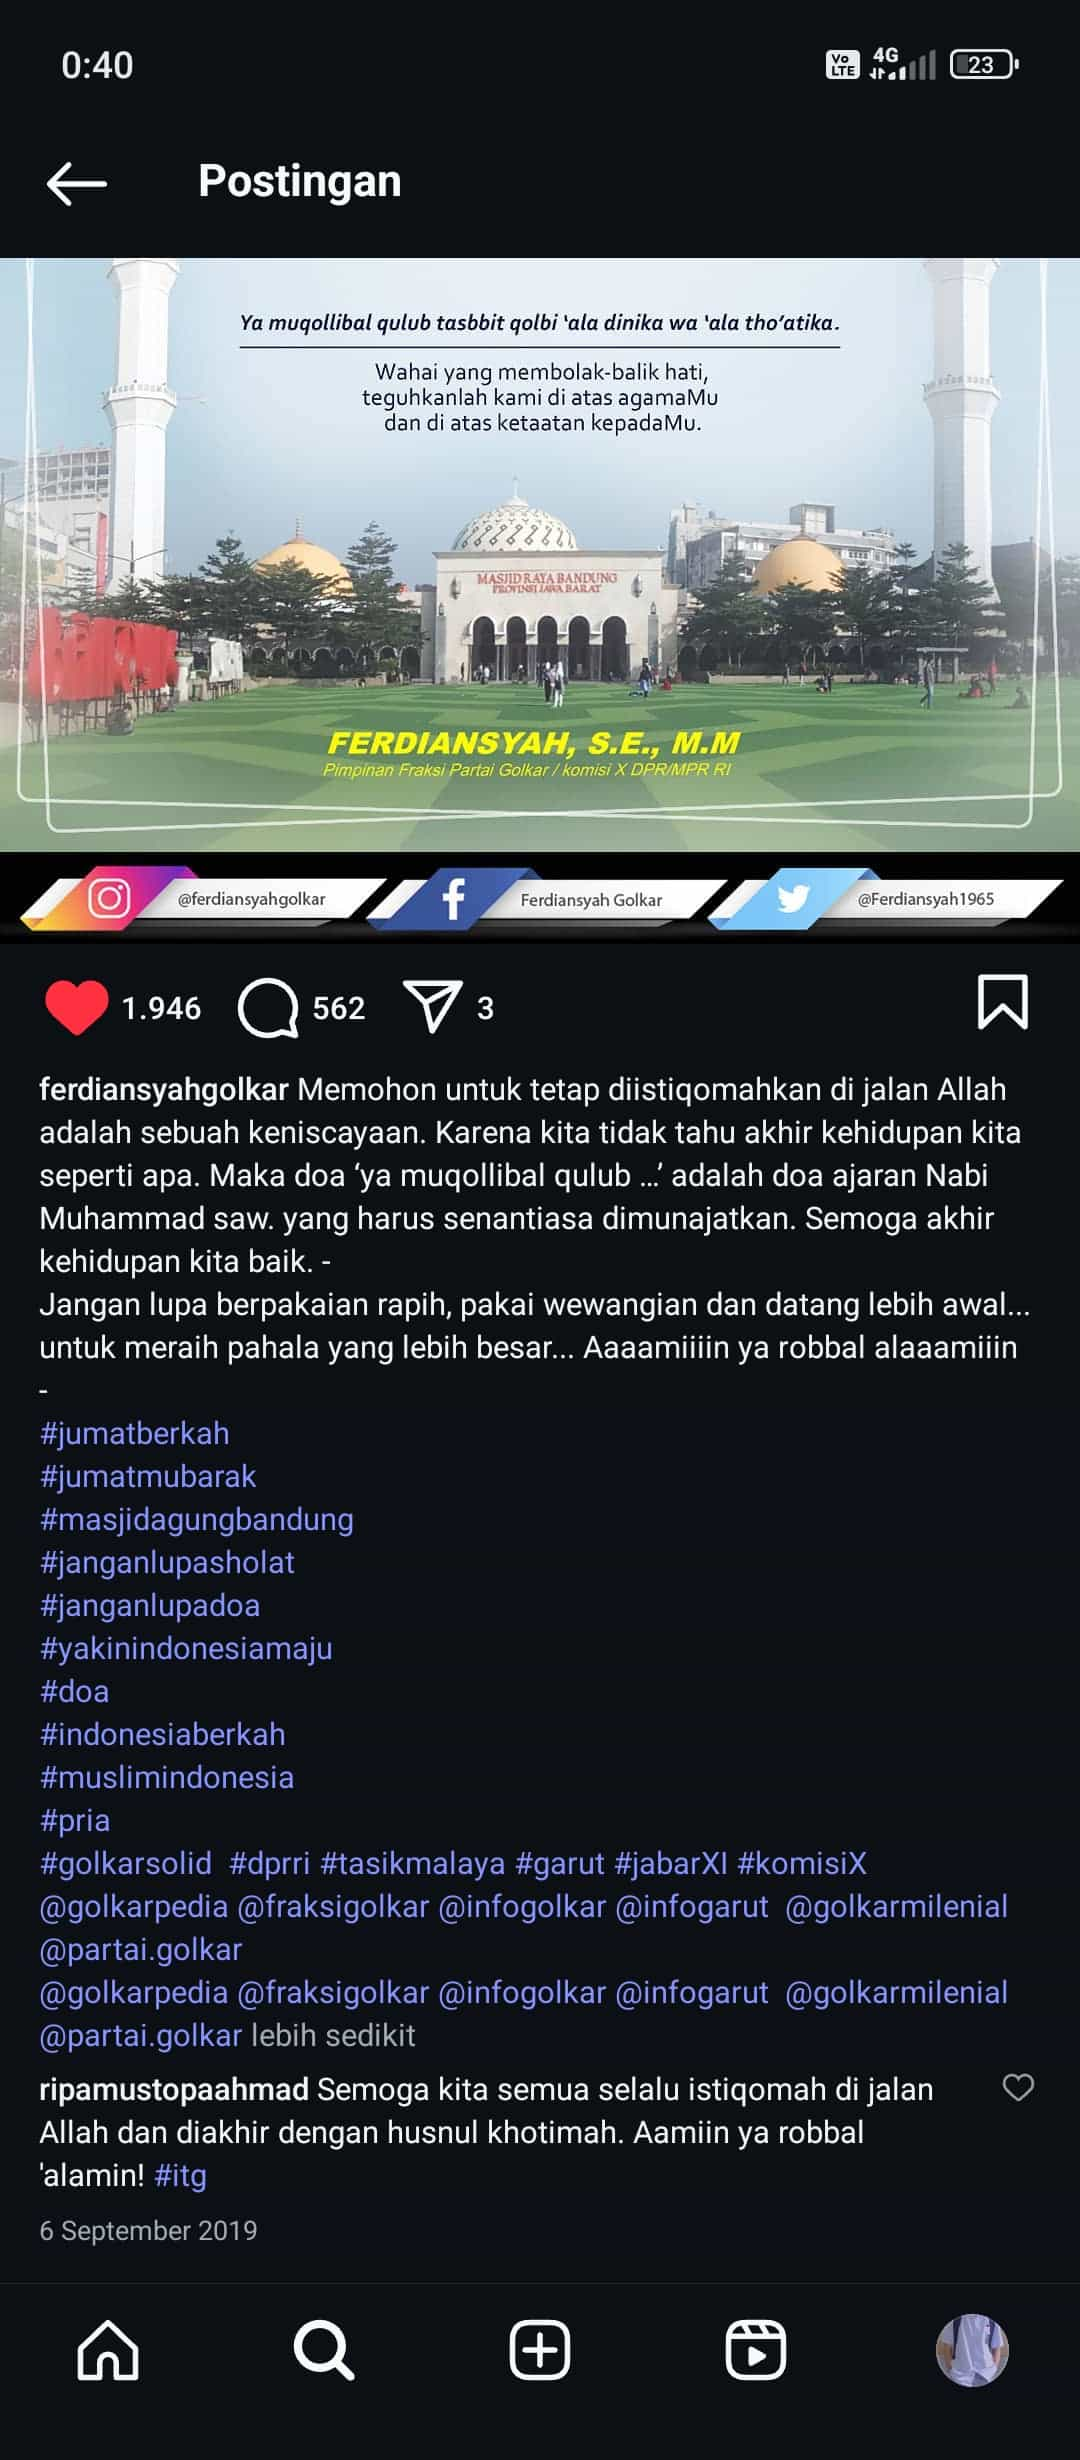 0:40
Vo LTE 4G 23
Postingan
Ya muqollibal qulub tasbbit qolbi ‘ala dinika wa ‘ala tho’atika.
Wahai yang membolak-balik hati,
teguhkanlah kami di atas agamaMu
dan di atas ketaatan kepadaMu.
MASJID RAYA BANDUNG
PROVINSI JAWA BARAT
FERDIANSYAH, S.E., M.M
Pimpinan Fraksi Partai Golkar / komisi X DPR/MPR RI
@ferdiansyahgolkar
Ferdiansyah Golkar
@Ferdiansyah1965
1.946 562 3
ferdiansyahgolkar Memohon untuk tetap diistiqomahkan di jalan Allah
adalah sebuah keniscayaan. Karena kita tidak tahu akhir kehidupan kita
seperti apa. Maka doa ‘ya muqollibal qulub ...’ adalah doa ajaran Nabi
Muhammad saw. yang harus senantiasa dimunajatkan. Semoga akhir
kehidupan kita baik. -
Jangan lupa berpakaian rapih, pakai wewangian dan datang lebih awal...
untuk meraih pahala yang lebih besar... Aaaamiiiin ya robbal alaaamiiin
-
#jumatberkah
#jumatmubarak
#masjidagungbandung
#janganlupasholat
#janganlupadoa
#yakinindonesiamaju
#doa
#indonesiaberkah
#muslimindonesia
#pria
#golkarsolid #dprri #tasikmalaya #garut #jabarXI #komisiX
@golkarpedia @fraksigolkar @infogolkar @infogarut @golkarmilenial
@partai.golkar
@golkarpedia @fraksigolkar @infogolkar @infogarut @golkarmilenial
@partai.golkar lebih sedikit
ripamustopaahmad Semoga kita semua selalu istiqomah di jalan
Allah dan diakhir dengan husnul khotimah. Aamiin ya robbal
'alamin! #itg
6 September 2019